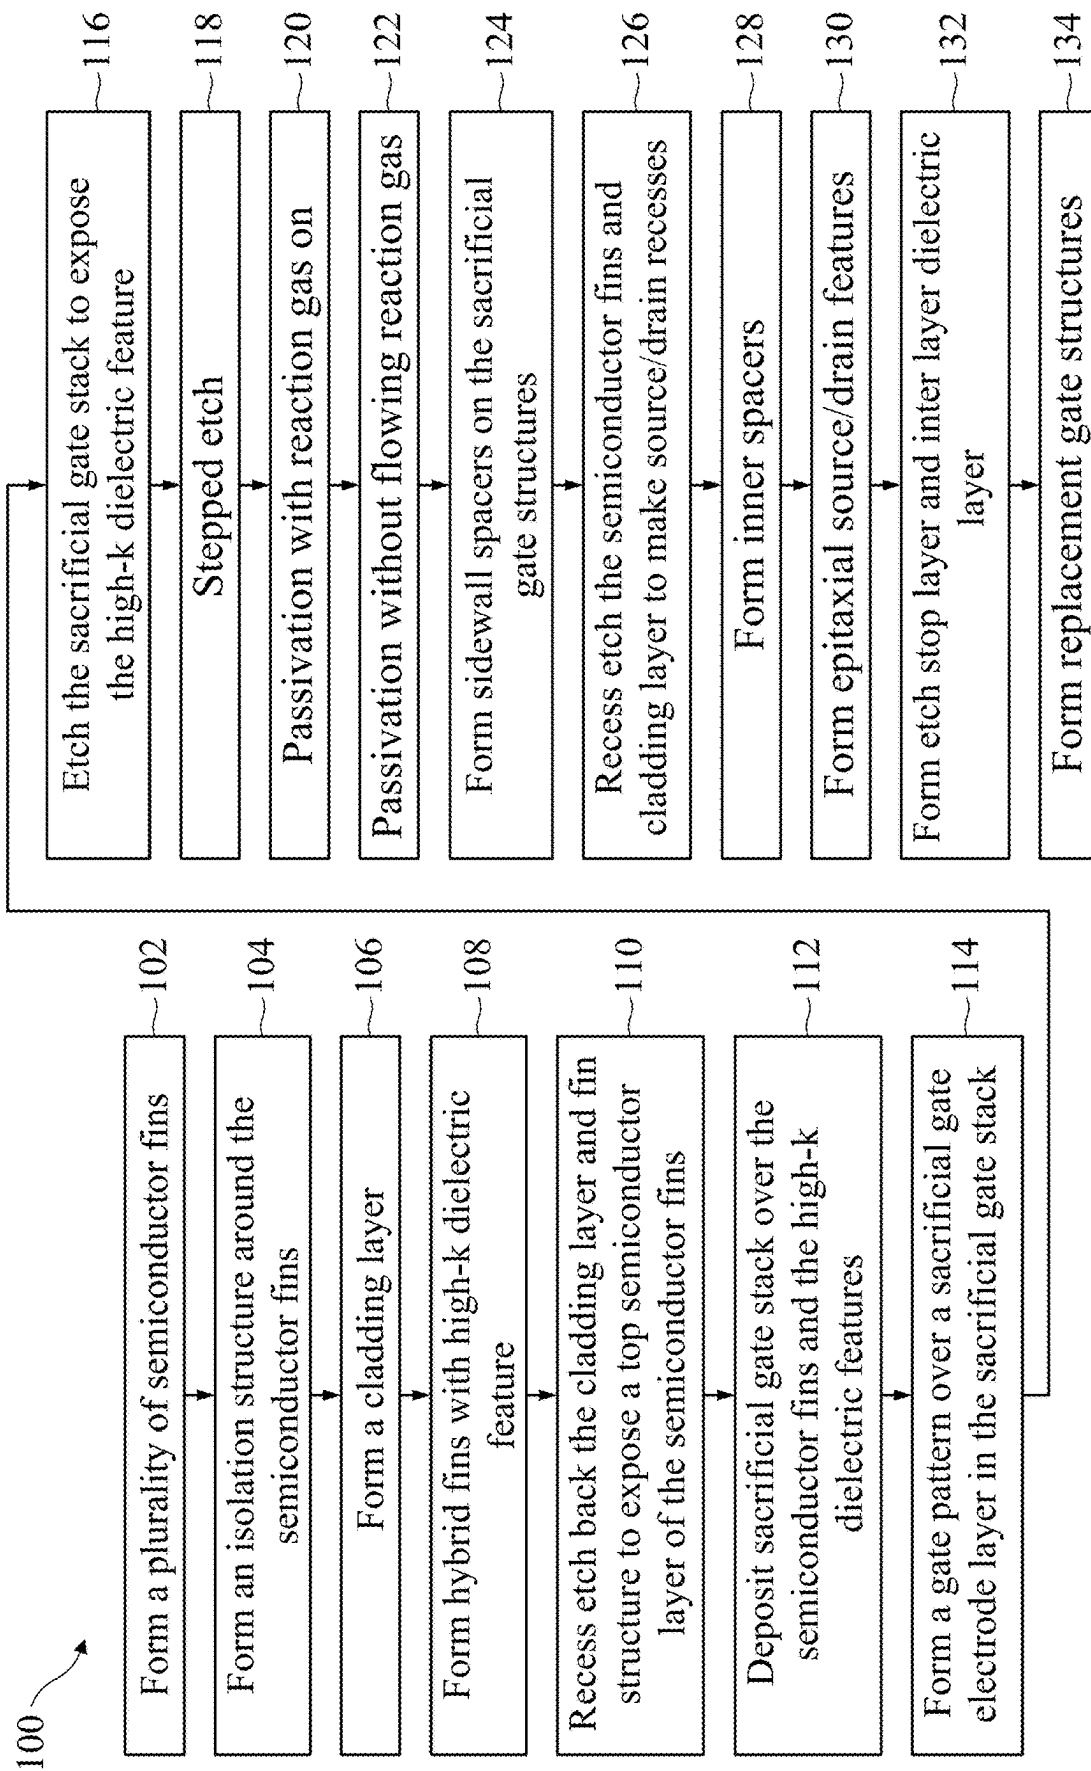 100
Form a plurality of semiconductor fins
102
Form an isolation structure around the
semiconductor fins
104
Form a cladding layer
106
Form hybrid fins with high-k dielectric
feature
108
Recess etch back the cladding layer and fin
structure to expose a top semiconductor
layer of the semiconductor fins
110
Deposit sacrificial gate stack over the
semiconductor fins and the high-k
dielectric features
112
Form a gate pattern over a sacrificial gate
electrode layer in the sacrificial gate stack
114
Etch the sacrificial gate stack to expose
the high-k dielectric feature
116
Stepped etch
118
Passivation with reaction gas on
120
Passivation without flowing reaction gas
122
Form sidewall spacers on the sacrificial
gate structures
124
Recess etch the semiconductor fins and
cladding layer to make source/drain recesses
126
Form inner spacers
128
Form epitaxial source/drain features
130
Form etch stop layer and inter layer dielectric
layer
132
Form replacement gate structures
134